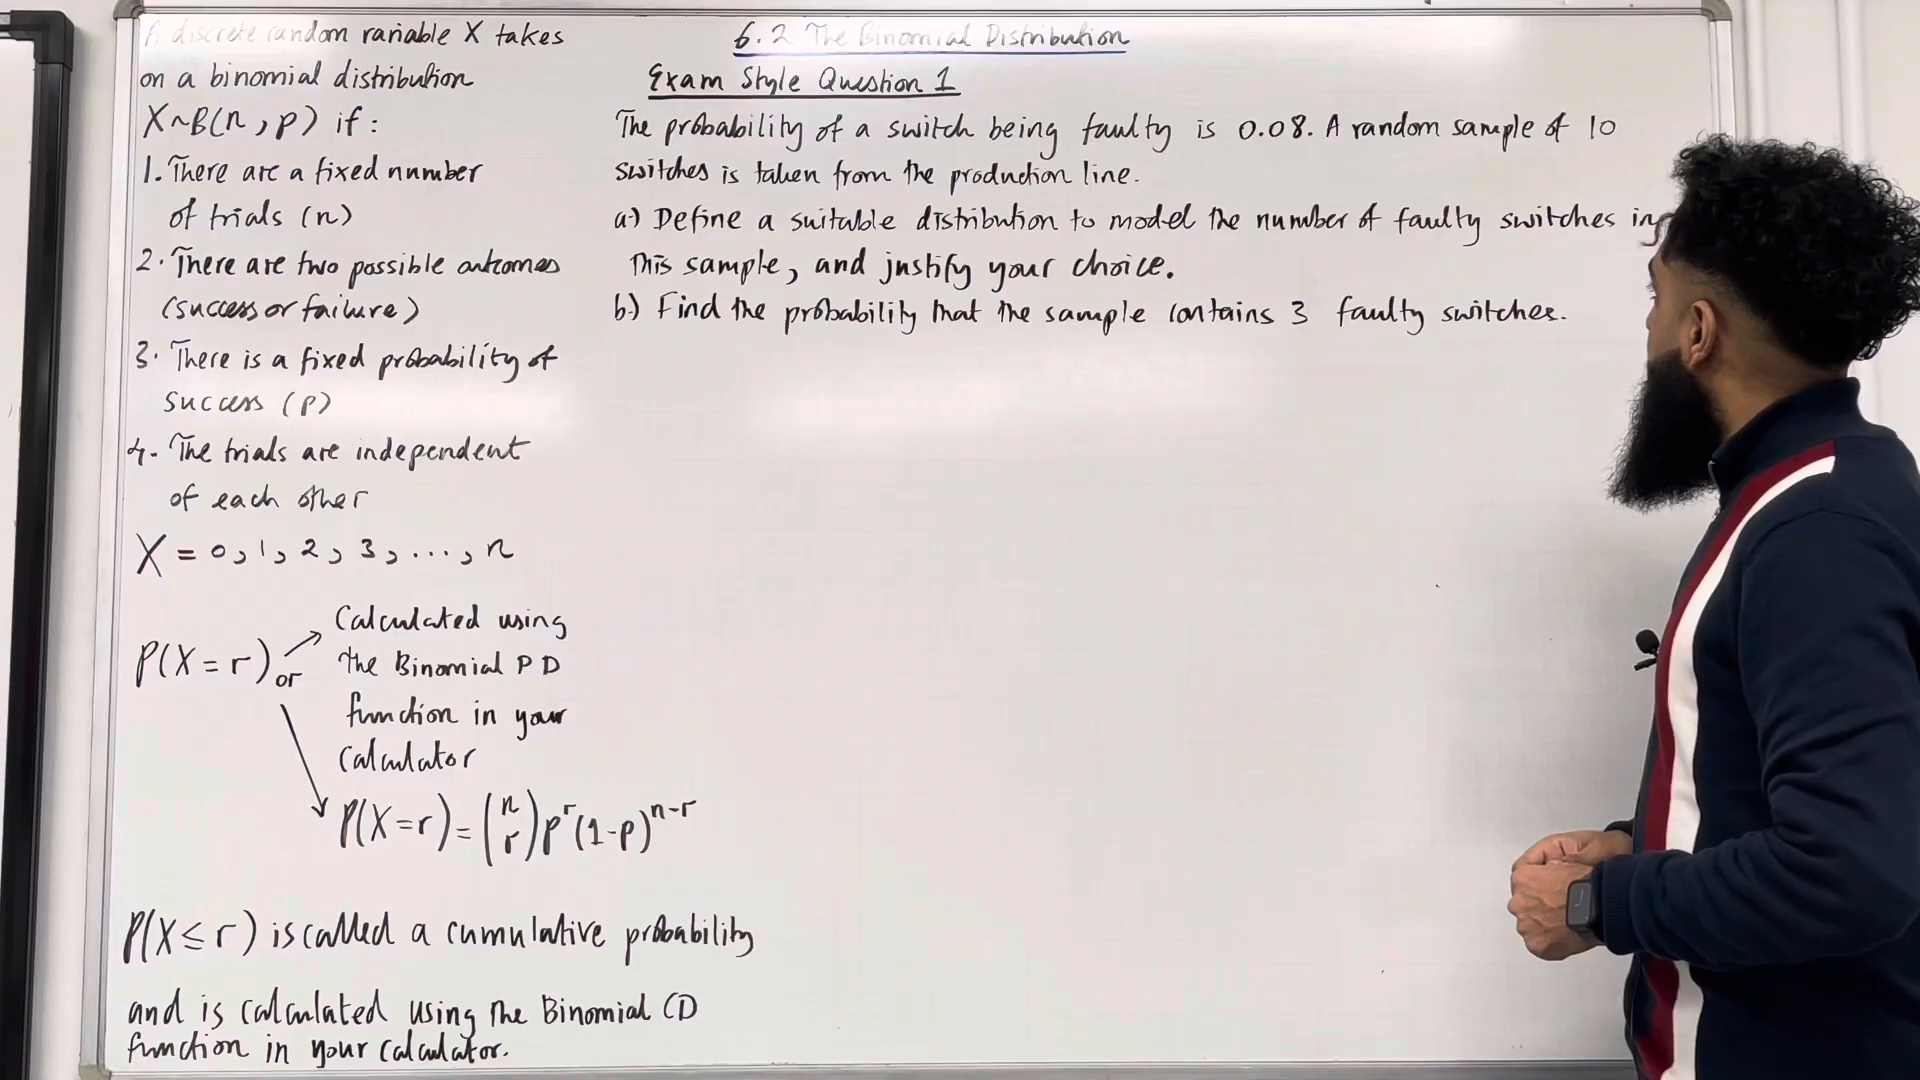 A discrete random variable X takes
on a binomial distribution
X~B(n,p) if:
1. There are a fixed number
of trials (n)
2. There are two possible outcomes
(success or failure)
3. There is a fixed probability of
success (p)
4. The trials are independent
of each other
X = 0, 1, 2, 3, ..., n
P(X = r) or → Calculated using
the Binomial PD
function in your
calculator
P(X=r) = (n r) p^r (1-p)^(n-r)
P(X ≤ r) is called a cumulative probability
and is calculated using the Binomial CD
function in your calculator.
6.2 The Binomial Distribution
Exam Style Question 1
The probability of a switch being faulty is 0.08. A random sample of 10
switches is taken from the production line.
a) Define a suitable distribution to model the number of faulty switches in
this sample, and justify your choice.
b) Find the probability that the sample contains 3 faulty switches.